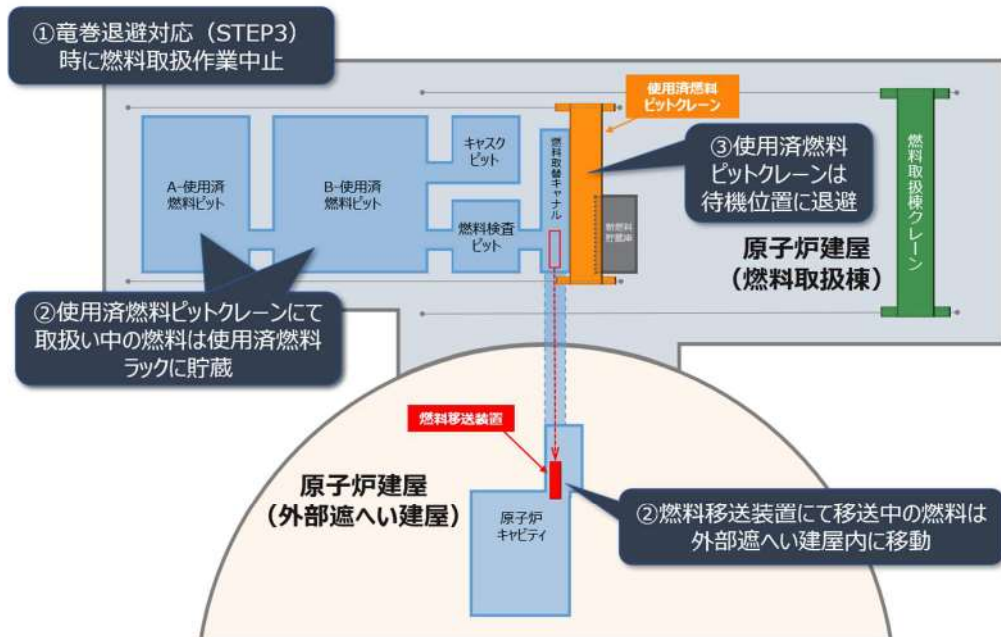 ①竜巻退避対応（STEP3）
時に燃料取扱作業中止
使用済燃料
ピットクレーン
A-使用済
燃料ピット
B-使用済
燃料ピット
キャスク
ピット
燃料検査
ピット
燃料取替キャナル
③使用済燃料
ピットクレーンは
待機位置に退避
新燃料
貯蔵庫
燃料取扱棟クレーン
原子炉建屋
（燃料取扱棟）
②使用済燃料ピットクレーンにて
取扱い中の燃料は使用済燃料
ラックに貯蔵
燃料移送装置
原子炉建屋
（外部遮へい建屋）
原子炉
キャビティ
②燃料移送装置にて移送中の燃料は
外部遮へい建屋内に移動